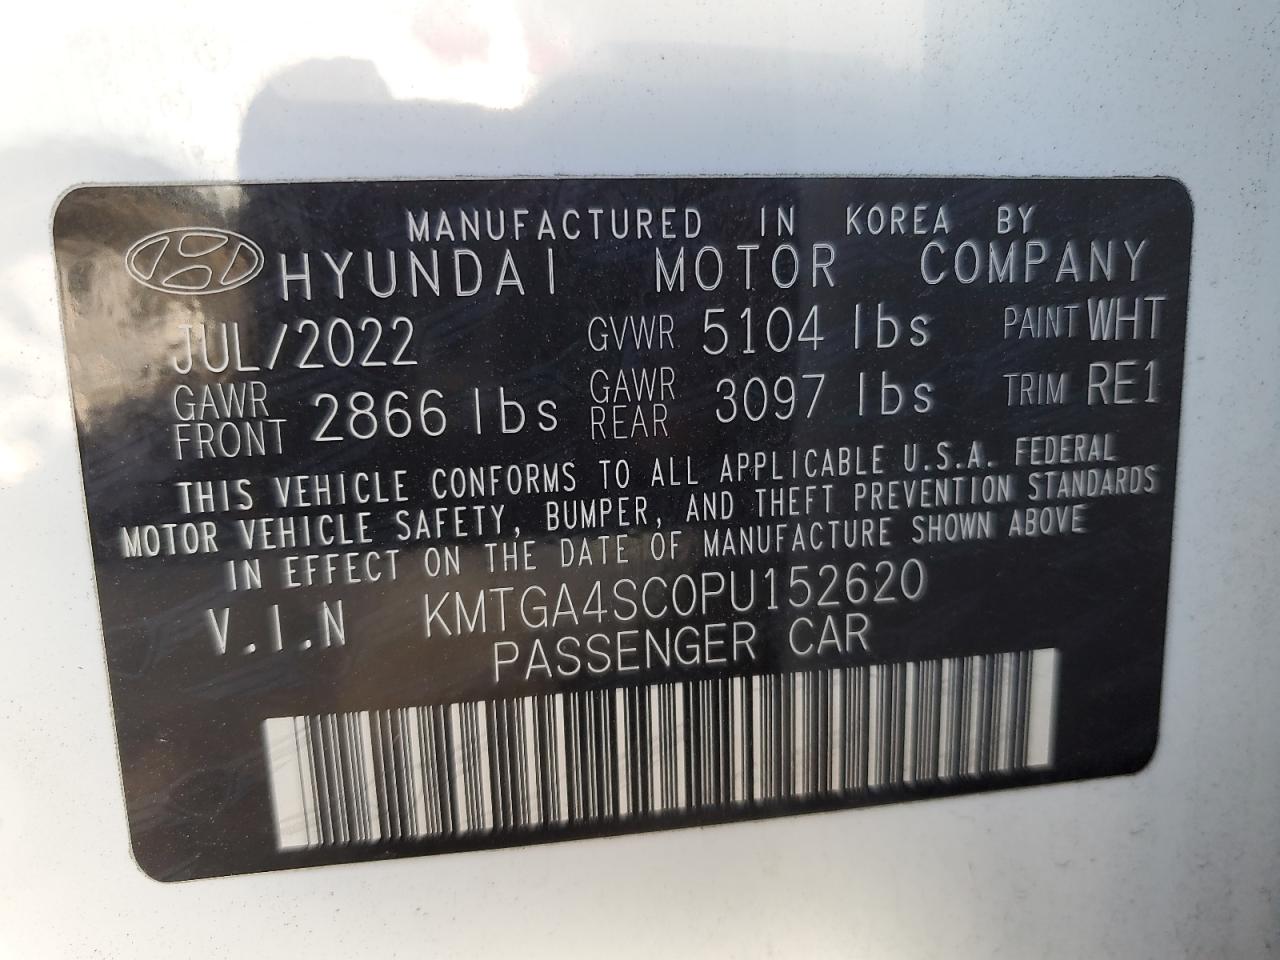 MANUFACTURED IN KOREA BY
HYUNDAI MOTOR COMPANY
JUL/2022 GVWR 5104 lbs PAINT WHT
GAWR FRONT 2866 lbs GAWR REAR 3097 lbs TRIM RE1
THIS VEHICLE CONFORMS TO ALL APPLICABLE U.S.A. FEDERAL
MOTOR VEHICLE SAFETY, BUMPER, AND THEFT PREVENTION STANDARDS
IN EFFECT ON THE DATE OF MANUFACTURE SHOWN ABOVE
V.I.N KMTGA4SC0PU152620
PASSENGER CAR